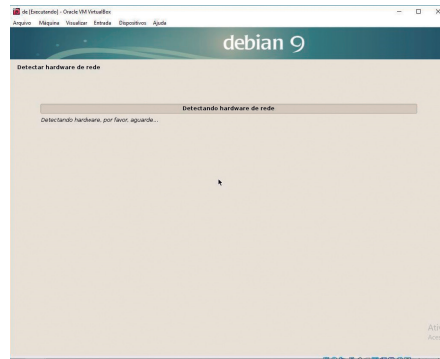 de [Executando] - Oracle VM VirtualBox
Arquivo Máquina Visualizar Entrada Dispositivos Ajuda
debian 9
Detectar hardware de rede
Detectando hardware de rede
Detectando hardware, por favor, aguarde...